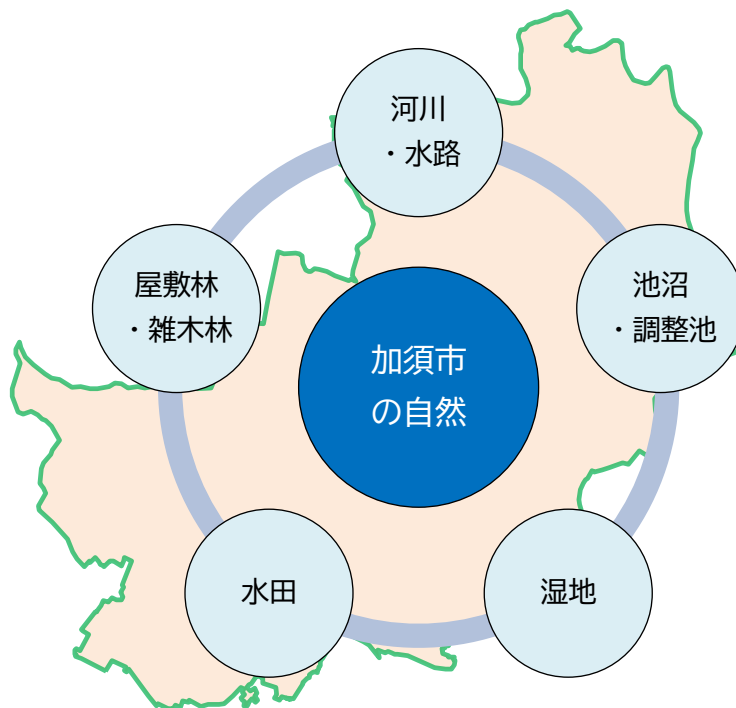 河川
・水路
屋敷林
・雑木林
池沼
・調整池
加須市
の自然
水田
湿地